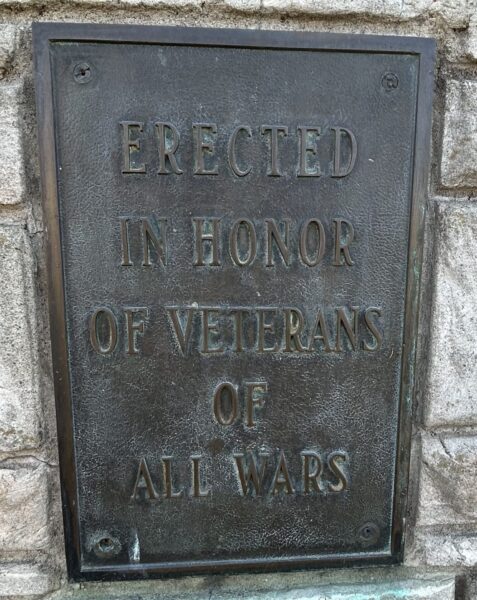 ERECTED
IN HONOR
OF VETERANS
OF
ALL WARS